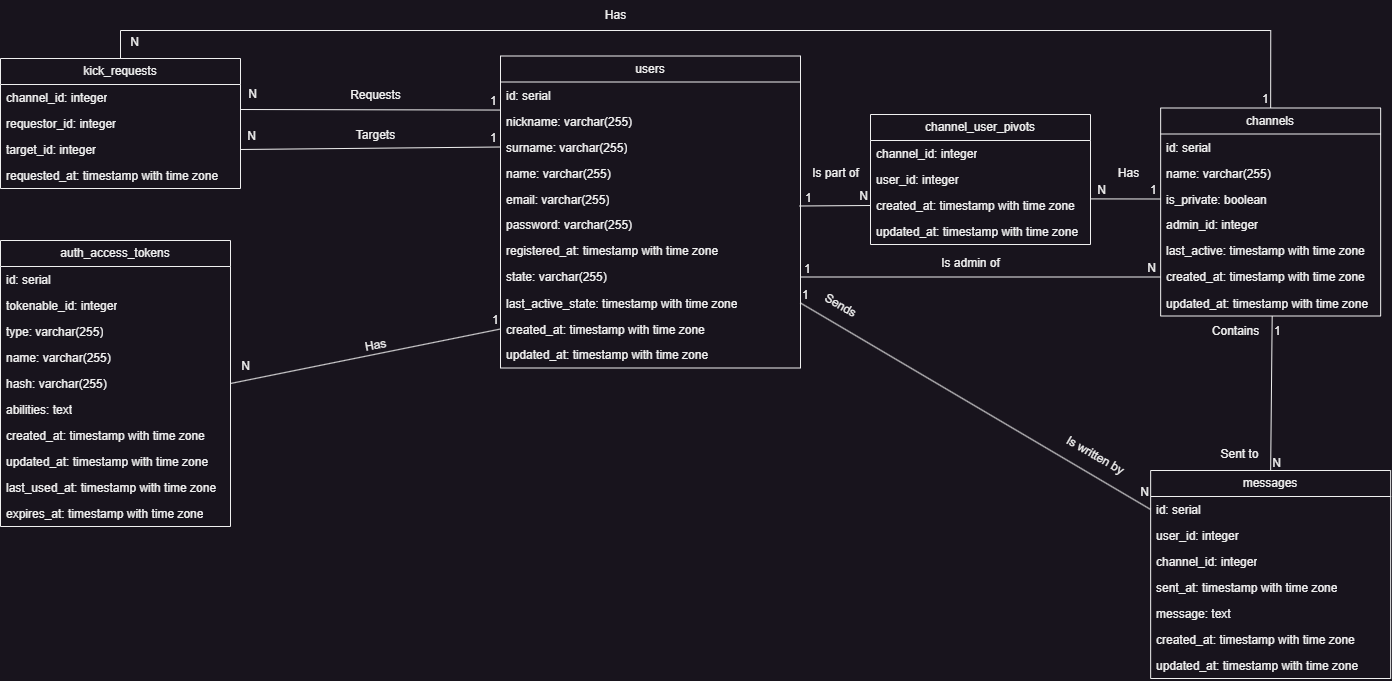 Has
N
1
kick_requests
channel_id: integer
requestor_id: integer
target_id: integer
requested_at: timestamp with time zone
N
Requests
1
N
Targets
1
users
id: serial
nickname: varchar(255)
surname: varchar(255)
name: varchar(255)
email: varchar(255)
password: varchar(255)
registered_at: timestamp with time zone
state: varchar(255)
last_active_state: timestamp with time zone
created_at: timestamp with time zone
updated_at: timestamp with time zone
Is part of
1
N
channel_user_pivots
channel_id: integer
user_id: integer
created_at: timestamp with time zone
updated_at: timestamp with time zone
Has
N
1
channels
id: serial
name: varchar(255)
is_private: boolean
admin_id: integer
last_active: timestamp with time zone
created_at: timestamp with time zone
updated_at: timestamp with time zone
1
Is admin of
N
1
Sends
Is written by
N
Contains
1
Sent to
N
auth_access_tokens
id: serial
tokenable_id: integer
type: varchar(255)
name: varchar(255)
hash: varchar(255)
abilities: text
created_at: timestamp with time zone
updated_at: timestamp with time zone
last_used_at: timestamp with time zone
expires_at: timestamp with time zone
N
Has
1
messages
id: serial
user_id: integer
channel_id: integer
sent_at: timestamp with time zone
message: text
created_at: timestamp with time zone
updated_at: timestamp with time zone